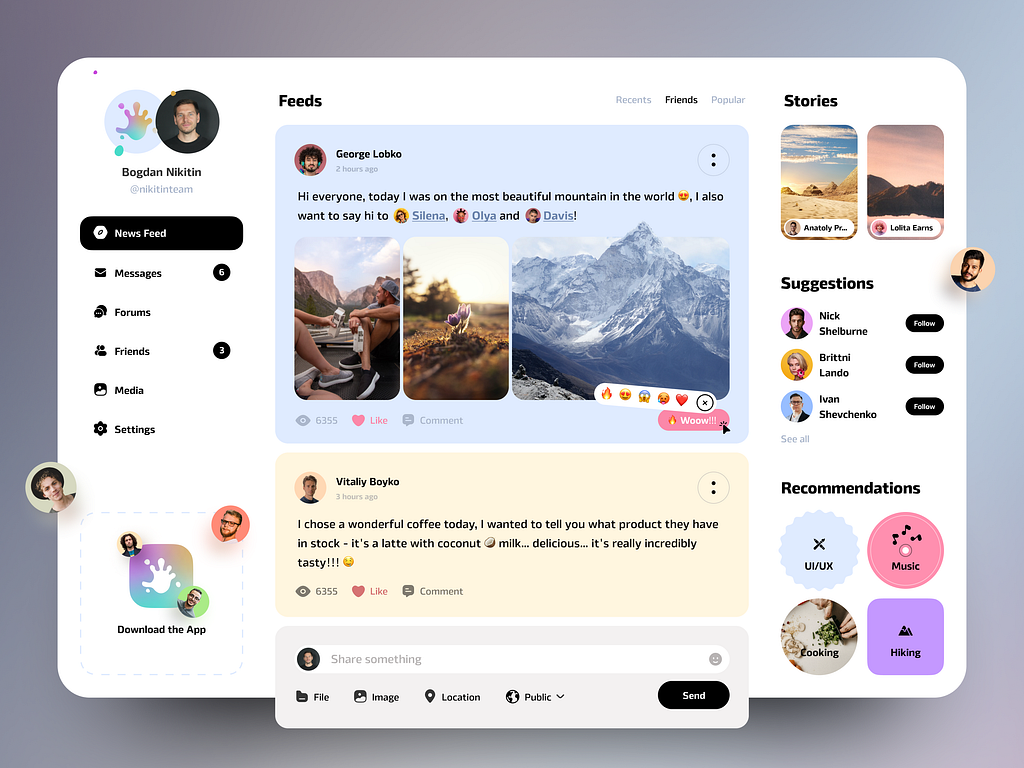 Bogdan Nikitin
@nikitinteam
News Feed
Messages 6
Forums
Friends 3
Media
Settings
Download the App
Feeds
Recents Friends Popular
George Lobko
2 hours ago
Hi everyone, today I was on the most beautiful mountain in the world 😍, I also
want to say hi to Silena, Olya and Davis!
6355 Like Comment
🔥 Woow!!!
Vitaliy Boyko
3 hours ago
I chose a wonderful coffee today, I wanted to tell you what product they have
in stock - it's a latte with coconut 🥥 milk... delicious... it's really incredibly
tasty!!! 😋
6355 Like Comment
Share something
File Image Location Public Send
Stories
Anatoly Pr... Lolita Earns
Suggestions
Nick
Shelburne
Follow
Brittni
Lando
Follow
Ivan
Shevchenko
Follow
See all
Recommendations
UI/UX Music
Cooking Hiking